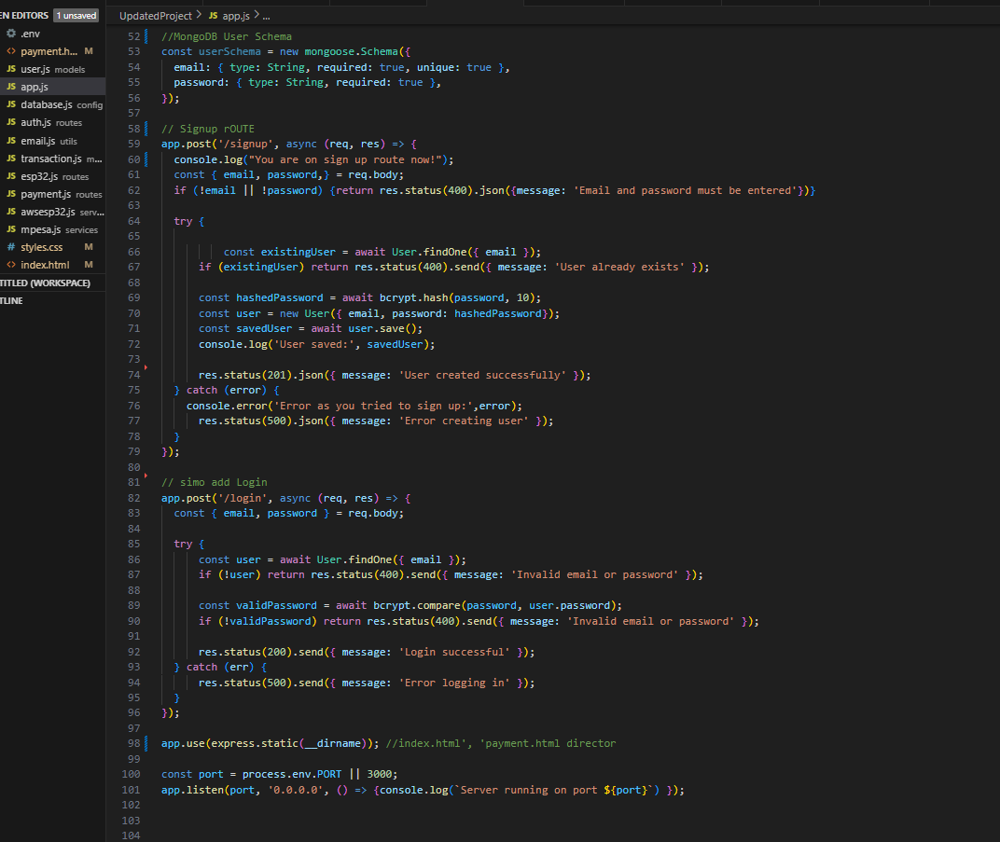 EN EDITORS 1 unsaved
.env
payment.h... M
JS user.js models
JS app.js
JS database.js config
JS auth.js routes
JS email.js utils
JS transaction.js m...
JS esp32.js routes
JS payment.js routes
JS awsesp32.js serv...
JS mpesa.js services
# styles.css M
<> index.html M
TITLED (WORKSPACE)
TLINE
UpdatedProject > JS app.js > ...
52 //MongoDB User Schema
53 const userSchema = new mongoose.Schema({
54 email: { type: String, required: true, unique: true },
55 password: { type: String, required: true },
56 });
57
58 // Signup rOUTE
59 app.post('/signup', async (req, res) => {
60 console.log("You are on sign up route now!");
61 const { email, password,} = req.body;
62 if (!email || !password) {return res.status(400).json({message: 'Email and password must be entered'})}
63
64 try {
65
66 const existingUser = await User.findOne({ email });
67 if (existingUser) return res.status(400).send({ message: 'User already exists' });
68
69 const hashedPassword = await bcrypt.hash(password, 10);
70 const user = new User({ email, password: hashedPassword});
71 const savedUser = await user.save();
72 console.log('User saved:', savedUser);
73
74 res.status(201).json({ message: 'User created successfully' });
75 } catch (error) {
76 console.error('Error as you tried to sign up:',error);
77 res.status(500).json({ message: 'Error creating user' });
78 }
79 });
80
81 // simo add Login
82 app.post('/login', async (req, res) => {
83 const { email, password } = req.body;
84
85 try {
86 const user = await User.findOne({ email });
87 if (!user) return res.status(400).send({ message: 'Invalid email or password' });
88
89 const validPassword = await bcrypt.compare(password, user.password);
90 if (!validPassword) return res.status(400).send({ message: 'Invalid email or password' });
91
92 res.status(200).send({ message: 'Login successful' });
93 } catch (err) {
94 res.status(500).send({ message: 'Error logging in' });
95 }
96 });
97
98 app.use(express.static(__dirname)); //index.html', 'payment.html director
99
100 const port = process.env.PORT || 3000;
101 app.listen(port, '0.0.0.0', () => {console.log(`Server running on port ${port}`) });
102
103
104